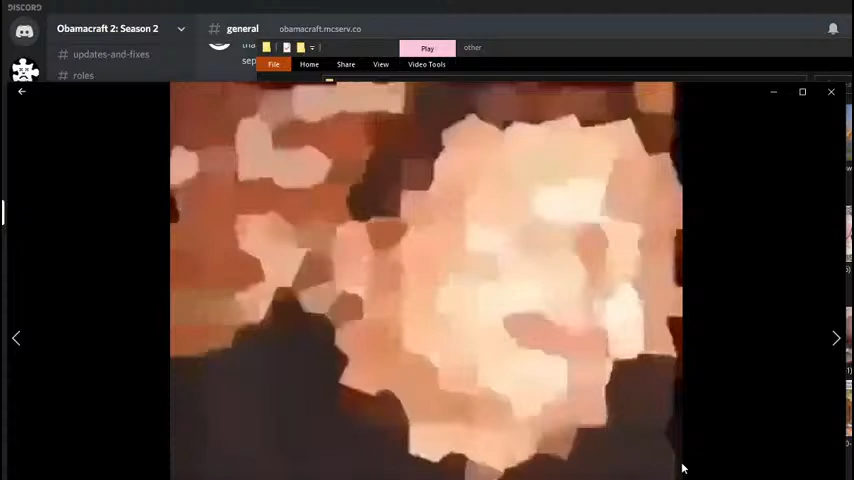 DISCORD
Obamacraft 2: Season 2
# general
obamacraft.mcserv.co
# updates-and-fixes
# roles
sep
Play
other
File
Home
Share
View
Video Tools